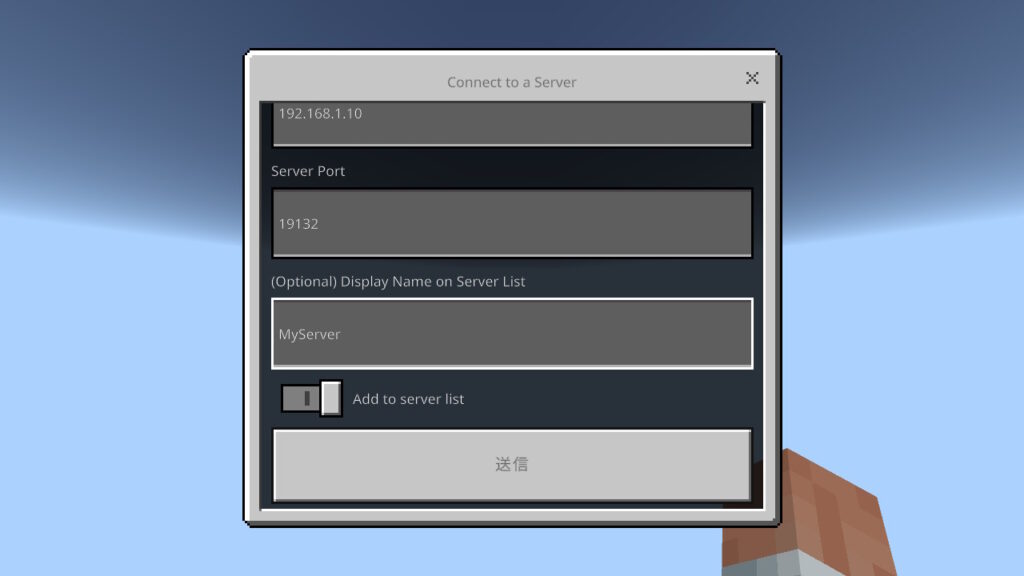 Connect to a Server
192.168.1.10
Server Port
19132
(Optional) Display Name on Server List
MyServer
Add to server list
送信